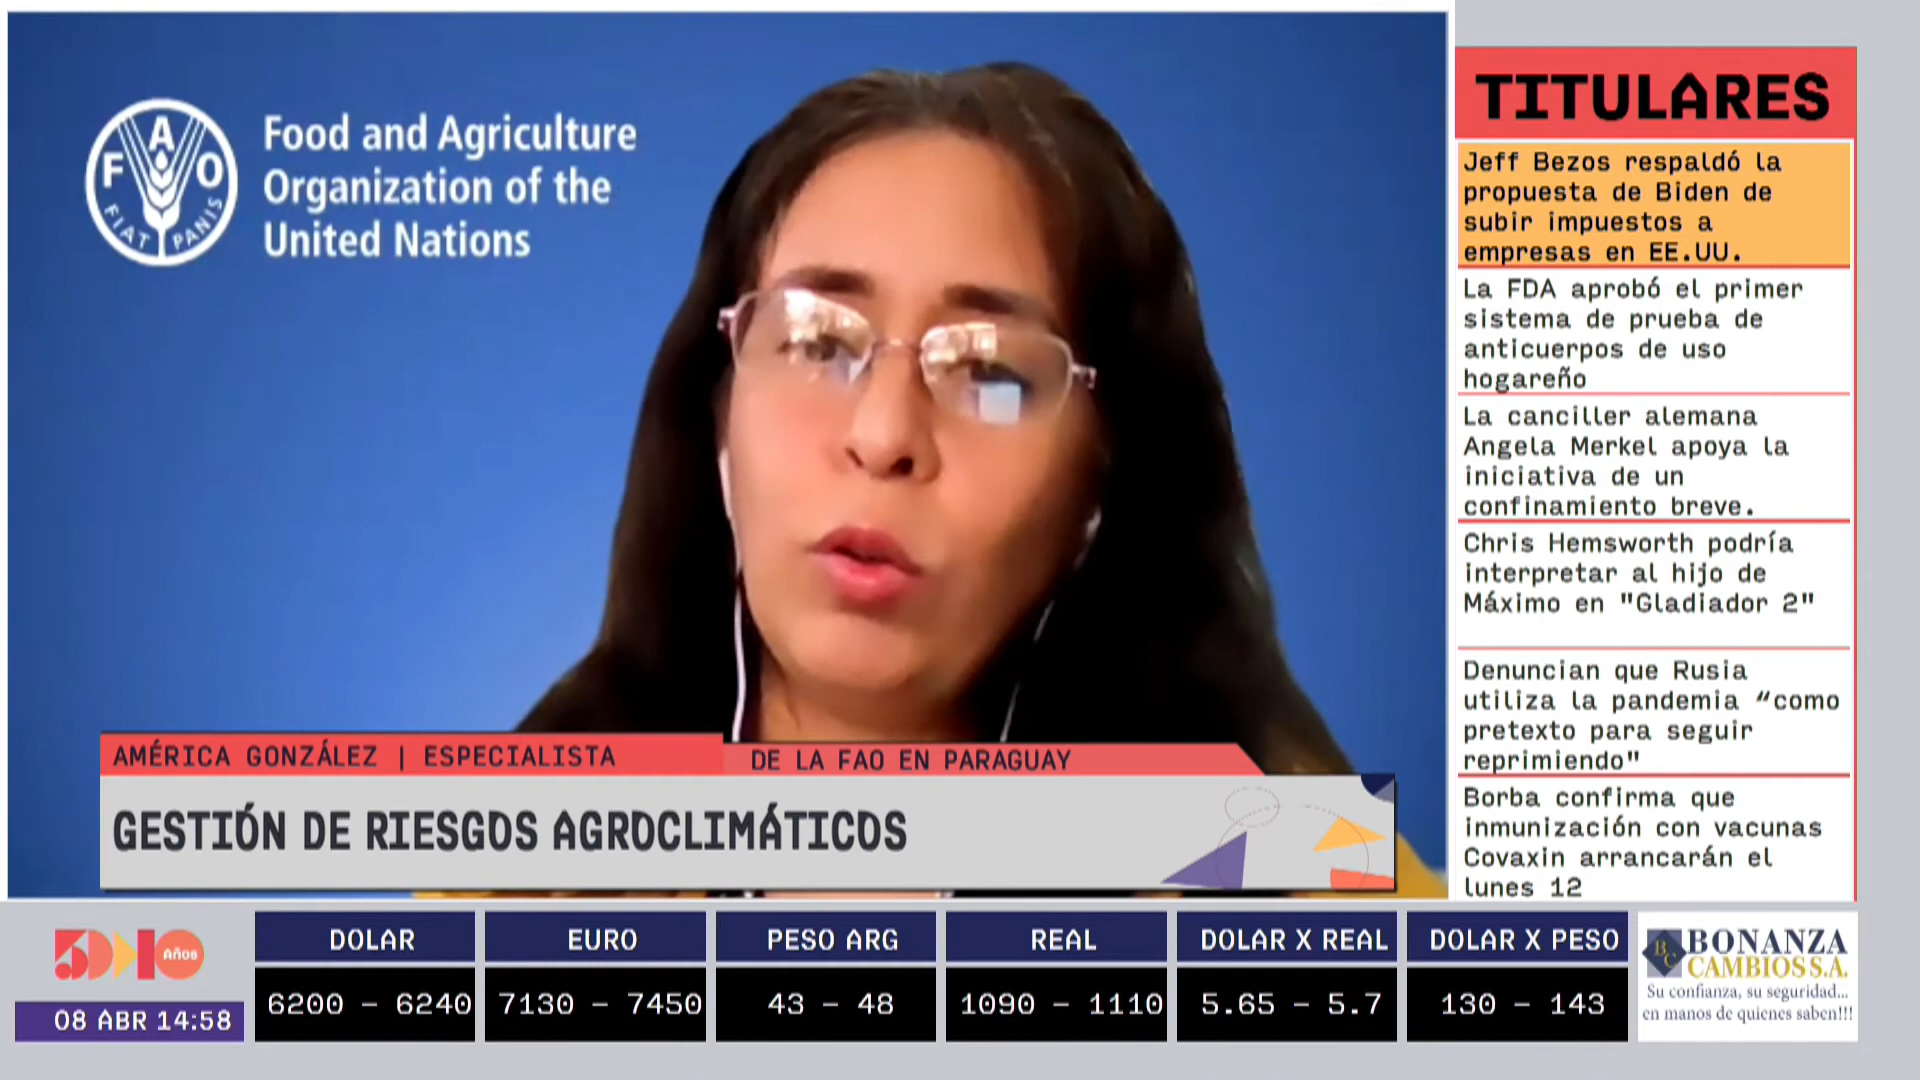 FAO
FIAT PANIS
Food and Agriculture
Organization of the
United Nations
AMÉRICA GONZÁLEZ | ESPECIALISTA DE LA FAO EN PARAGUAY
GESTIÓN DE RIESGOS AGROCLIMÁTICOS
TITULARES
Jeff Bezos respaldó la
propuesta de Biden de
subir impuestos a
empresas en EE.UU.
La FDA aprobó el primer
sistema de prueba de
anticuerpos de uso
hogareño
La canciller alemana
Angela Merkel apoya la
iniciativa de un
confinamiento breve.
Chris Hemsworth podría
interpretar al hijo de
Máximo en "Gladiador 2"
Denuncian que Rusia
utiliza la pandemia “como
pretexto para seguir
reprimiendo"
Borba confirma que
inmunización con vacunas
Covaxin arrancarán el
lunes 12
5D 10 Años
08 ABR 14:58
DOLAR
6200 - 6240
EURO
7130 - 7450
PESO ARG
43 - 48
REAL
1090 - 1110
DOLAR X REAL
5.65 - 5.7
DOLAR X PESO
130 - 143
BC BONANZA
CAMBIOS S.A.
Su confianza, su seguridad...
en manos de quienes saben!!!